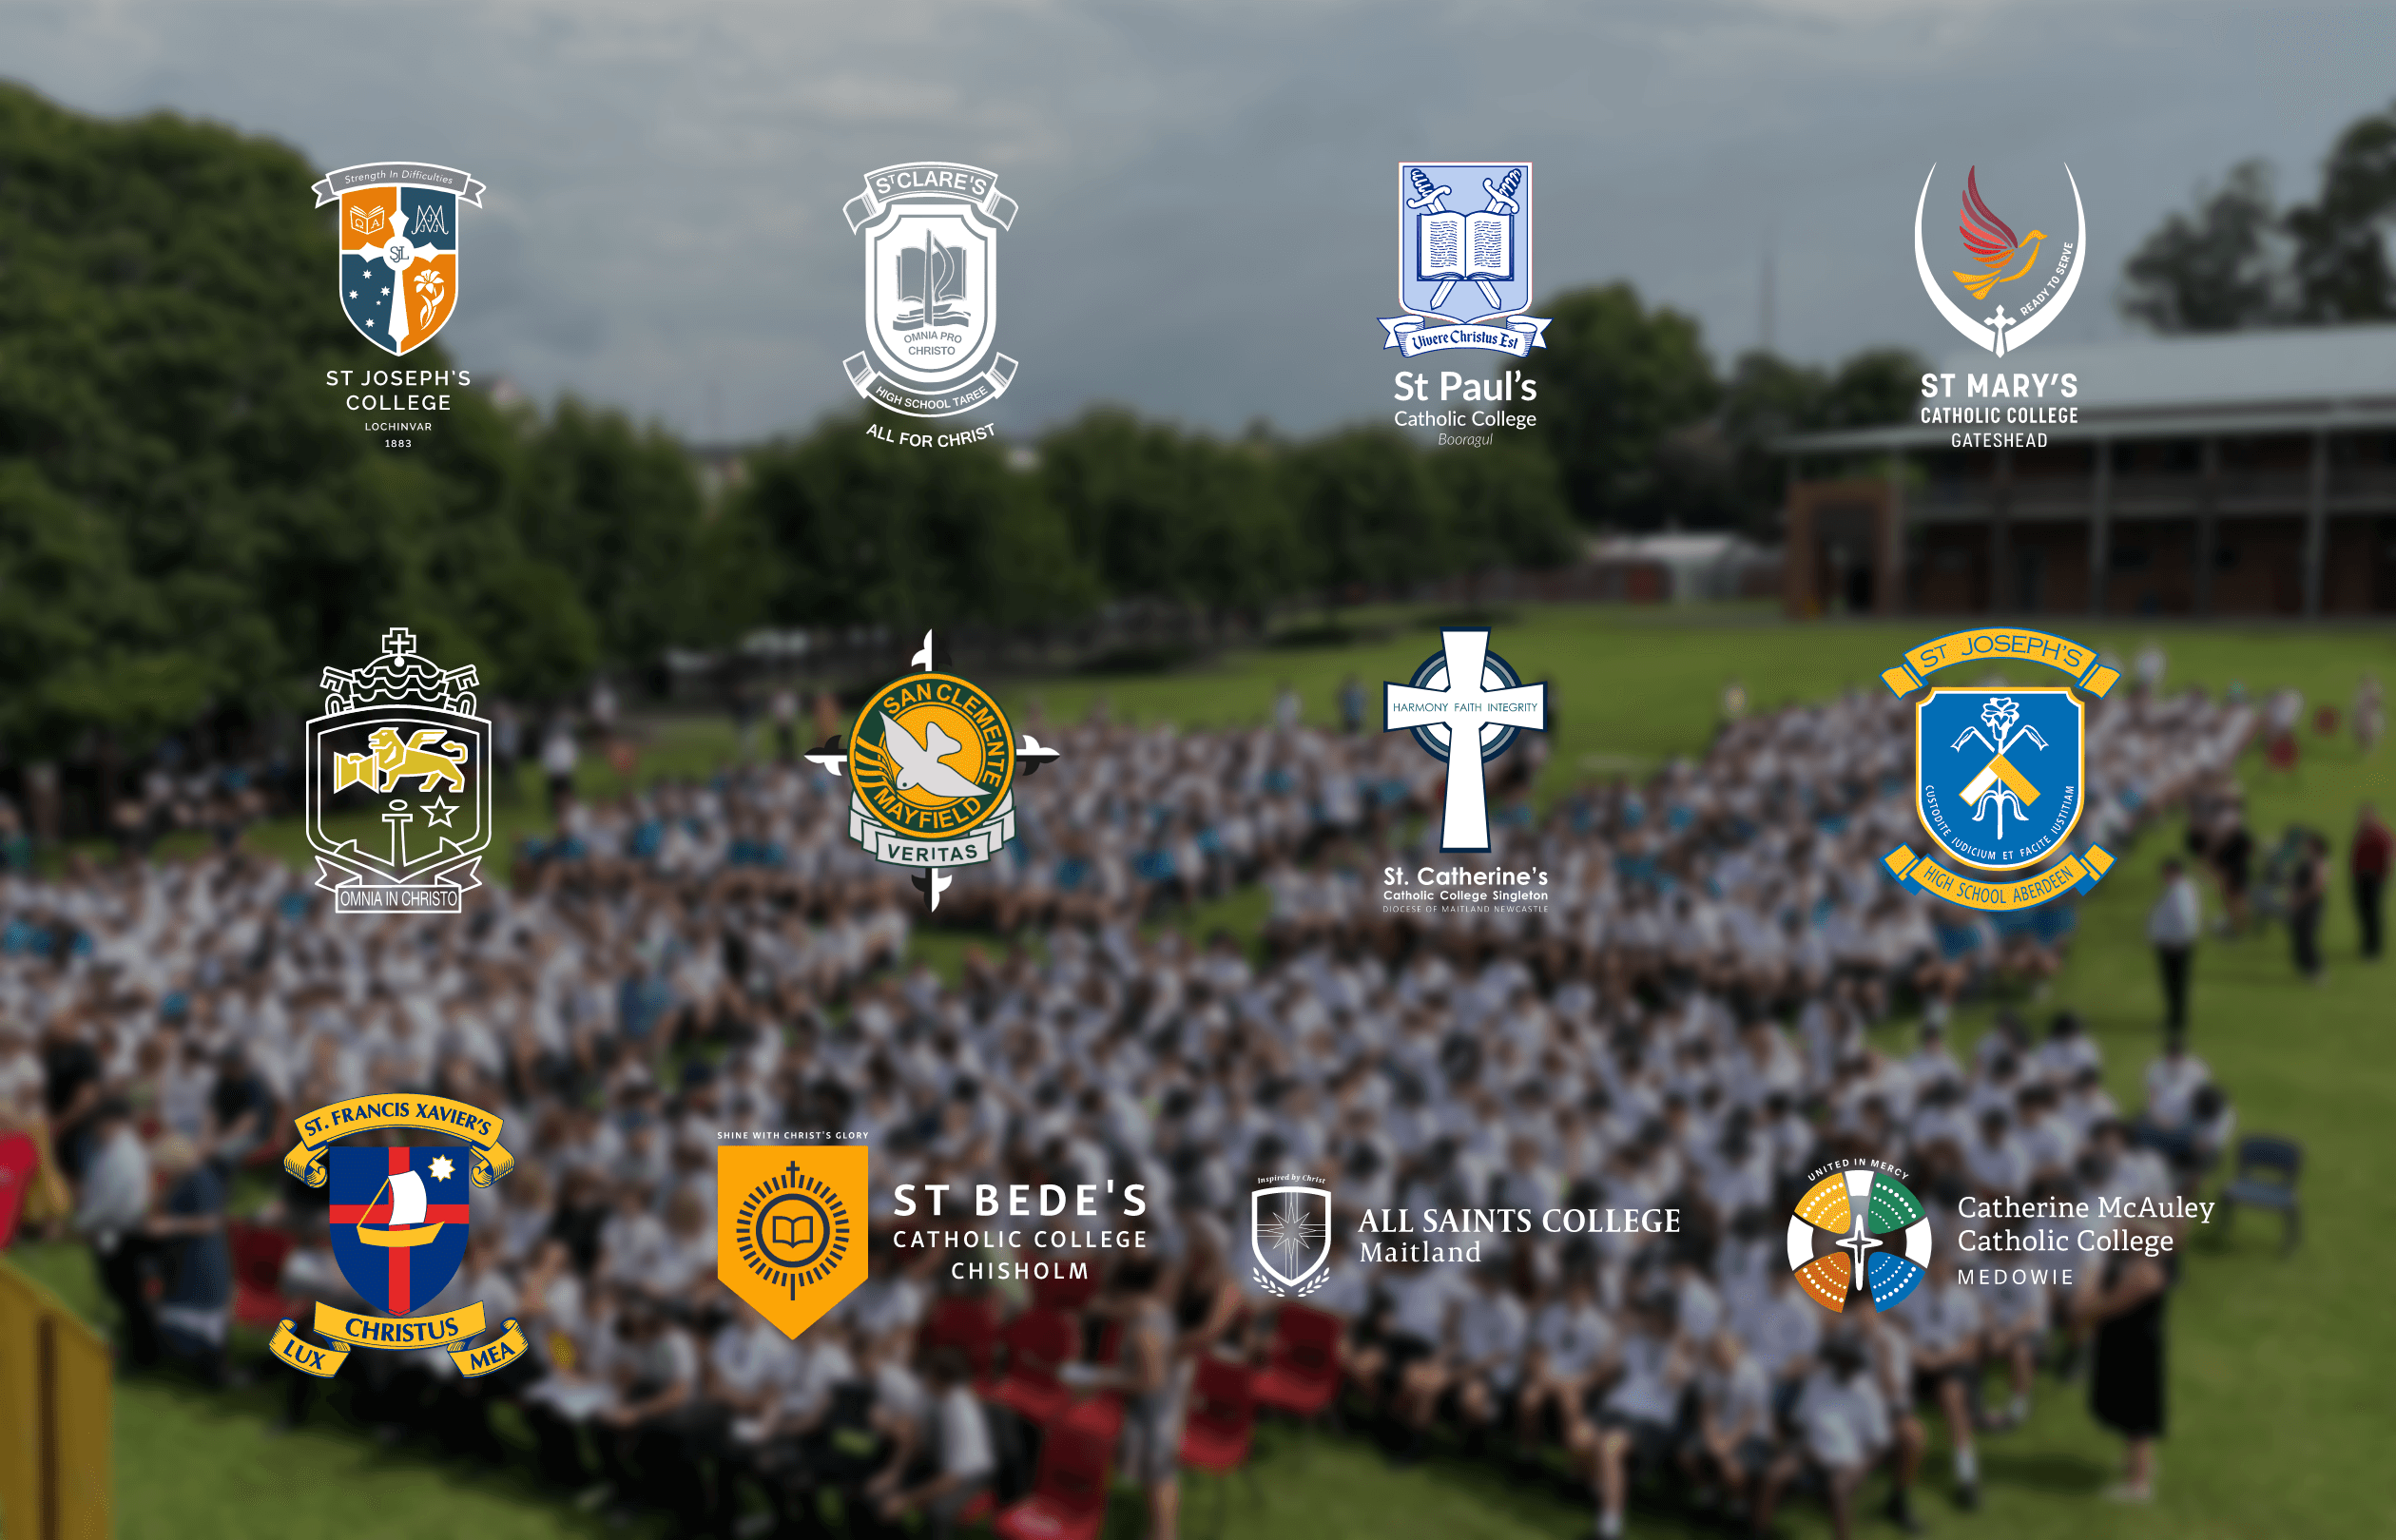 Strength In Difficulties
Q A
SJL
ST JOSEPH'S
COLLEGE
LOCHINVAR
1883
ST CLARE'S
OMNIA PRO
CHRISTO
HIGH SCHOOL TAREE
ALL FOR CHRIST
Vivere Christus Est
St Paul's
Catholic College
Booragul
READY TO SERVE
ST MARY'S
CATHOLIC COLLEGE
GATESHEAD
OMNIA IN CHRISTO
SAN CLEMENTE
MAYFIELD
VERITAS
HARMONY FAITH INTEGRITY
St. Catherine's
Catholic College Singleton
DIOCESE OF MAITLAND NEWCASTLE
ST JOSEPH'S
CUSTODITE IUDICIUM ET FACITE IUSTITIAM
HIGH SCHOOL ABERDEEN
ST. FRANCIS XAVIER'S
CHRISTUS
LUX MEA
SHINE WITH CHRIST'S GLORY
ST BEDE'S
CATHOLIC COLLEGE
CHISHOLM
Inspired by Christ
ALL SAINTS COLLEGE
Maitland
UNITED IN MERCY
Catherine McAuley
Catholic College
MEDOWIE